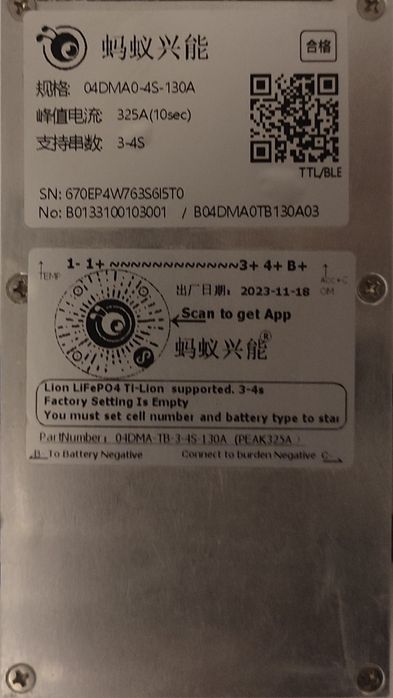 蚂蚁兴能
合格
规格: 04DMA0-4S-130A
峰值电流: 325A(10sec)
支持串数: 3-4S
TTL/BLE
SN: 670EP4W763S6I5T0
No: B0133100103001 / B04DMA0TB130A03
1- 1+ ~~~~~~~~~~~~3+ 4+ B+
TEMP
出厂日期: 2023-11-18
Scan to get App
蚂蚁兴能®
Lion LiFePO4 Ti-Lion supported. 3-4s
Factory Setting Is Empty
You must set cell number and battery type to star
PartNumber: 04DMA-TB-3-4S-130A (PEAK325A)
B- To Battery Negative Connect to burden Negative C-